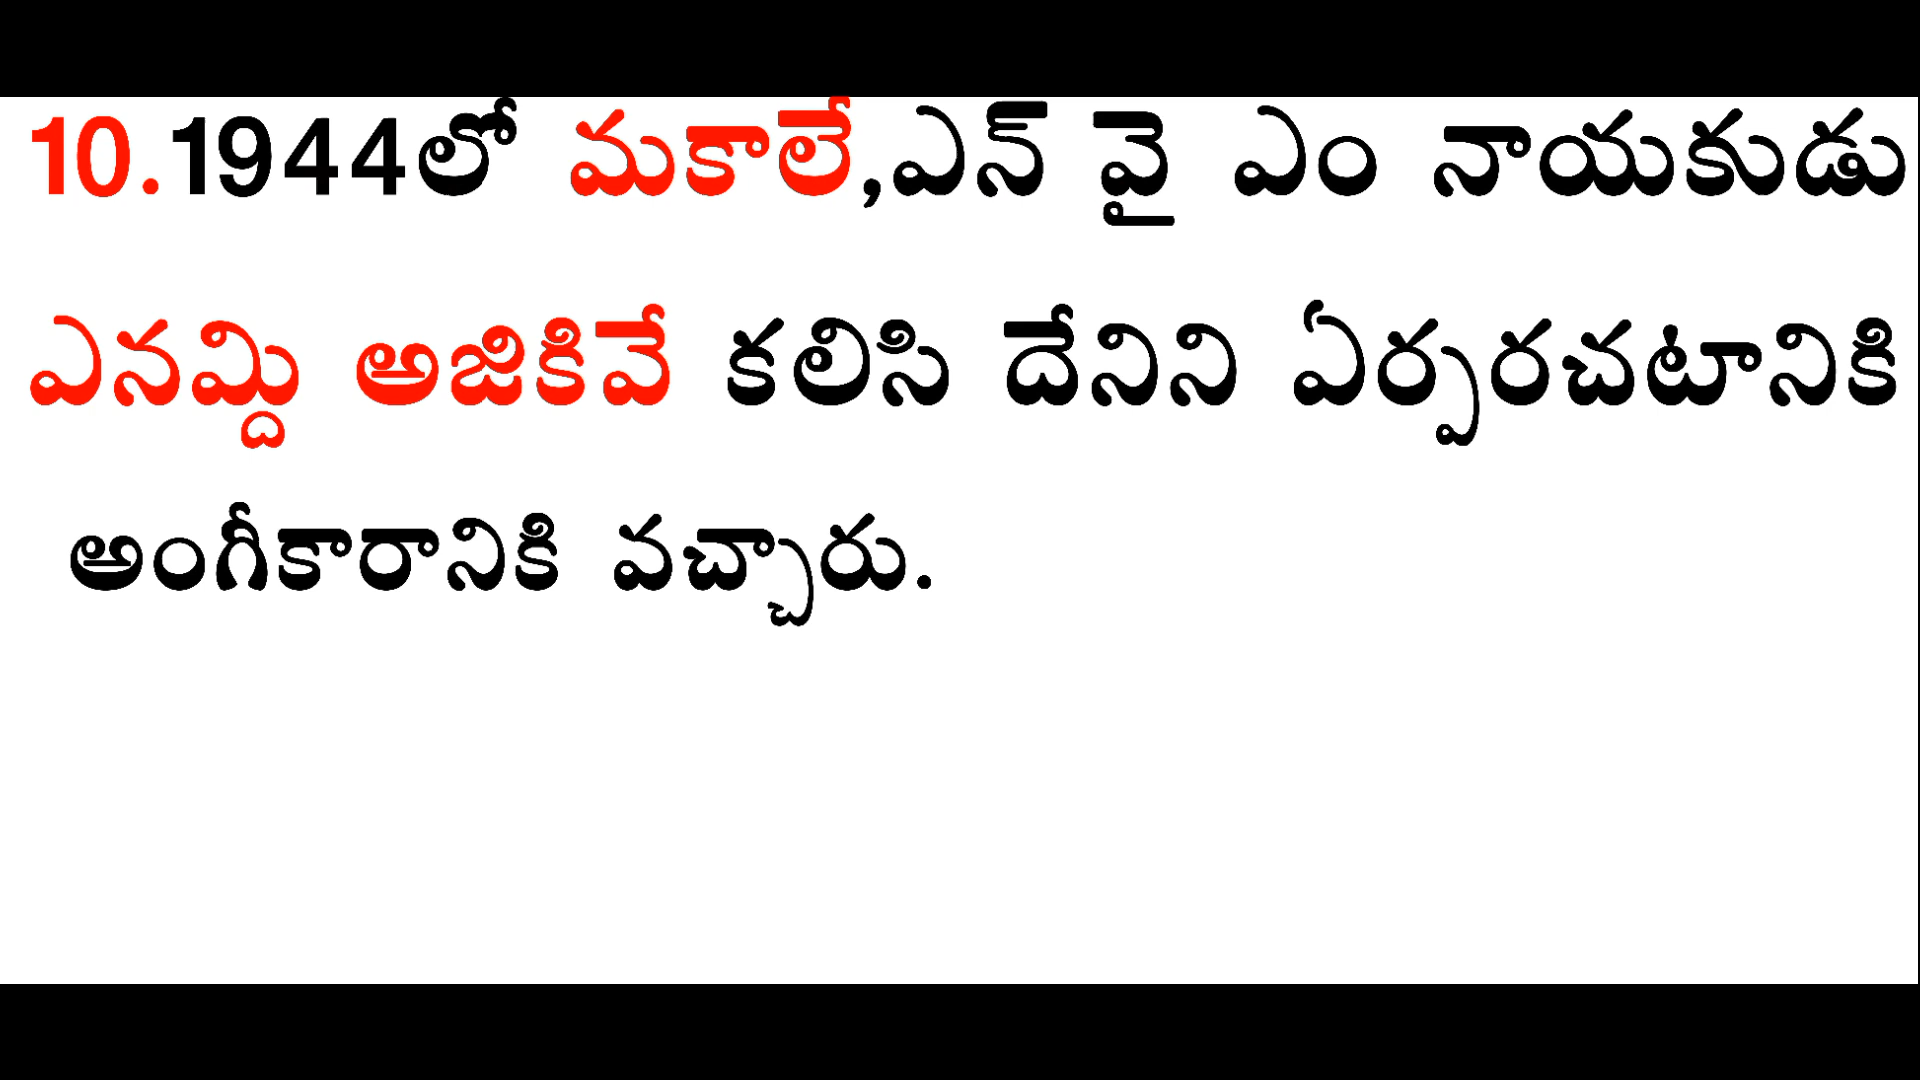 10.1944లో మకాలే,ఎన్ వై ఎం నాయకుడు
ఎనమ్ది అజికివే కలిసి దేనిని ఏర్పరచటానికి
అంగీకారానికి వచ్చారు.